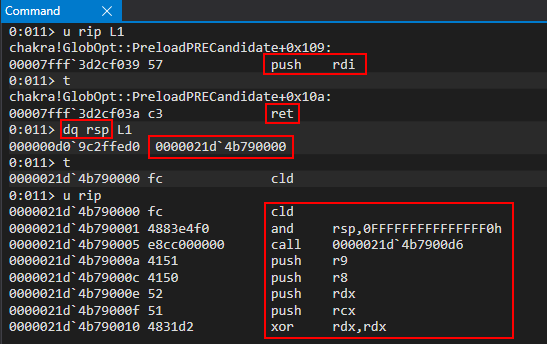 Command X
0:011> u rip L1
chakra!GlobOpt::PreloadPRECandidate+0x109:
00007fff`3d2cf039 57 push rdi
0:011> t
chakra!GlobOpt::PreloadPRECandidate+0x10a:
00007fff`3d2cf03a c3 ret
0:011> dq rsp L1
000000d0`9c2ffed0 0000021d`4b790000
0:011> t
0000021d`4b790000 fc cld
0:011> u rip
0000021d`4b790000 fc cld
0000021d`4b790001 4883e4f0 and rsp,0FFFFFFFFFFFFFFF0h
0000021d`4b790005 e8cc000000 call 0000021d`4b7900d6
0000021d`4b79000a 4151 push r9
0000021d`4b79000c 4150 push r8
0000021d`4b79000e 52 push rdx
0000021d`4b79000f 51 push rcx
0000021d`4b790010 4831d2 xor rdx,rdx